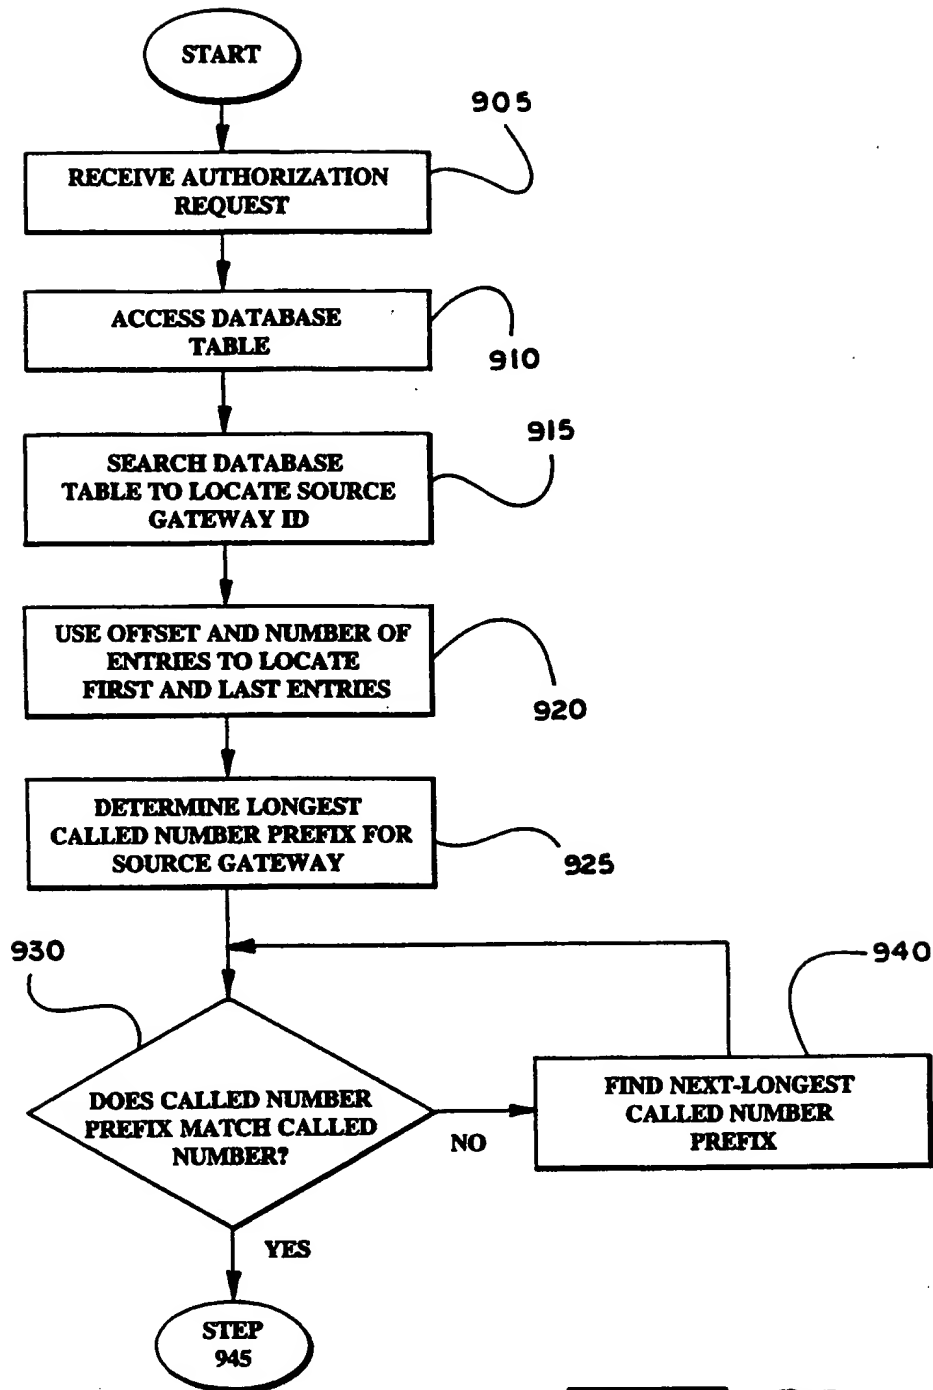 START
905
RECEIVE AUTHORIZATION
REQUEST
ACCESS DATABASE
TABLE
910
915
SEARCH DATABASE
TABLE TO LOCATE SOURCE
GATEWAY ID
USE OFFSET AND NUMBER OF
ENTRIES TO LOCATE
FIRST AND LAST ENTRIES
920
DETERMINE LONGEST
CALLED NUMBER PREFIX FOR
SOURCE GATEWAY
925
930
940
DOES CALLED NUMBER
PREFIX MATCH CALLED
NUMBER?
NO
FIND NEXT-LONGEST
CALLED NUMBER
PREFIX
YES
STEP
945